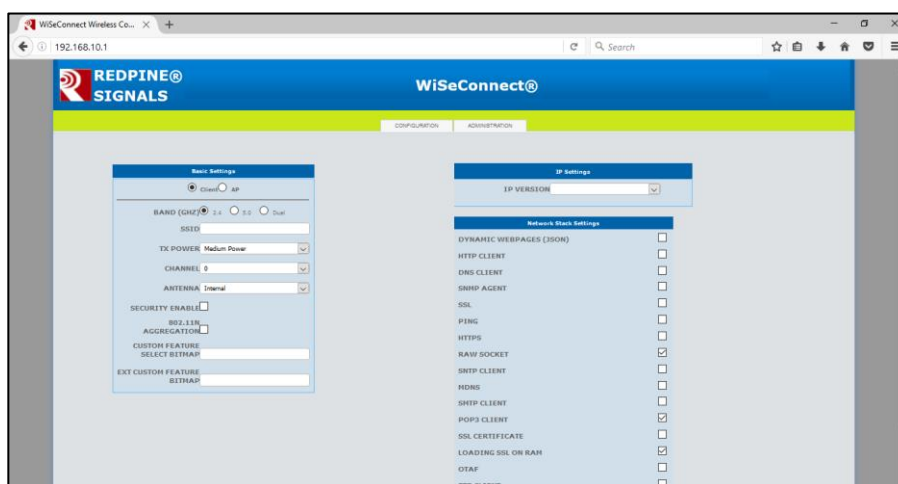 WiSeConnect Wireless Co...
192.168.10.1
Search
REDPINE®
SIGNALS
WiSeConnect®
CONFIGURATION ADMINISTRATION
Basic Settings
Client AP
BAND (GHZ) 2.4 5.0 Dual
SSID
TX POWER Medium Power
CHANNEL 0
ANTENNA Internal
SECURITY ENABLE
802.11N
AGGREGATION
CUSTOM FEATURE
SELECT BITMAP
EXT CUSTOM FEATURE
BITMAP
IP Settings
IP VERSION
Network Stack Settings
DYNAMIC WEBPAGES (JSON)
HTTP CLIENT
DNS CLIENT
SNMP AGENT
SSL
PING
HTTPS
RAW SOCKET
SNTP CLIENT
MDNS
SMTP CLIENT
POP3 CLIENT
SSL CERTIFICATE
LOADING SSL ON RAM
OTAF